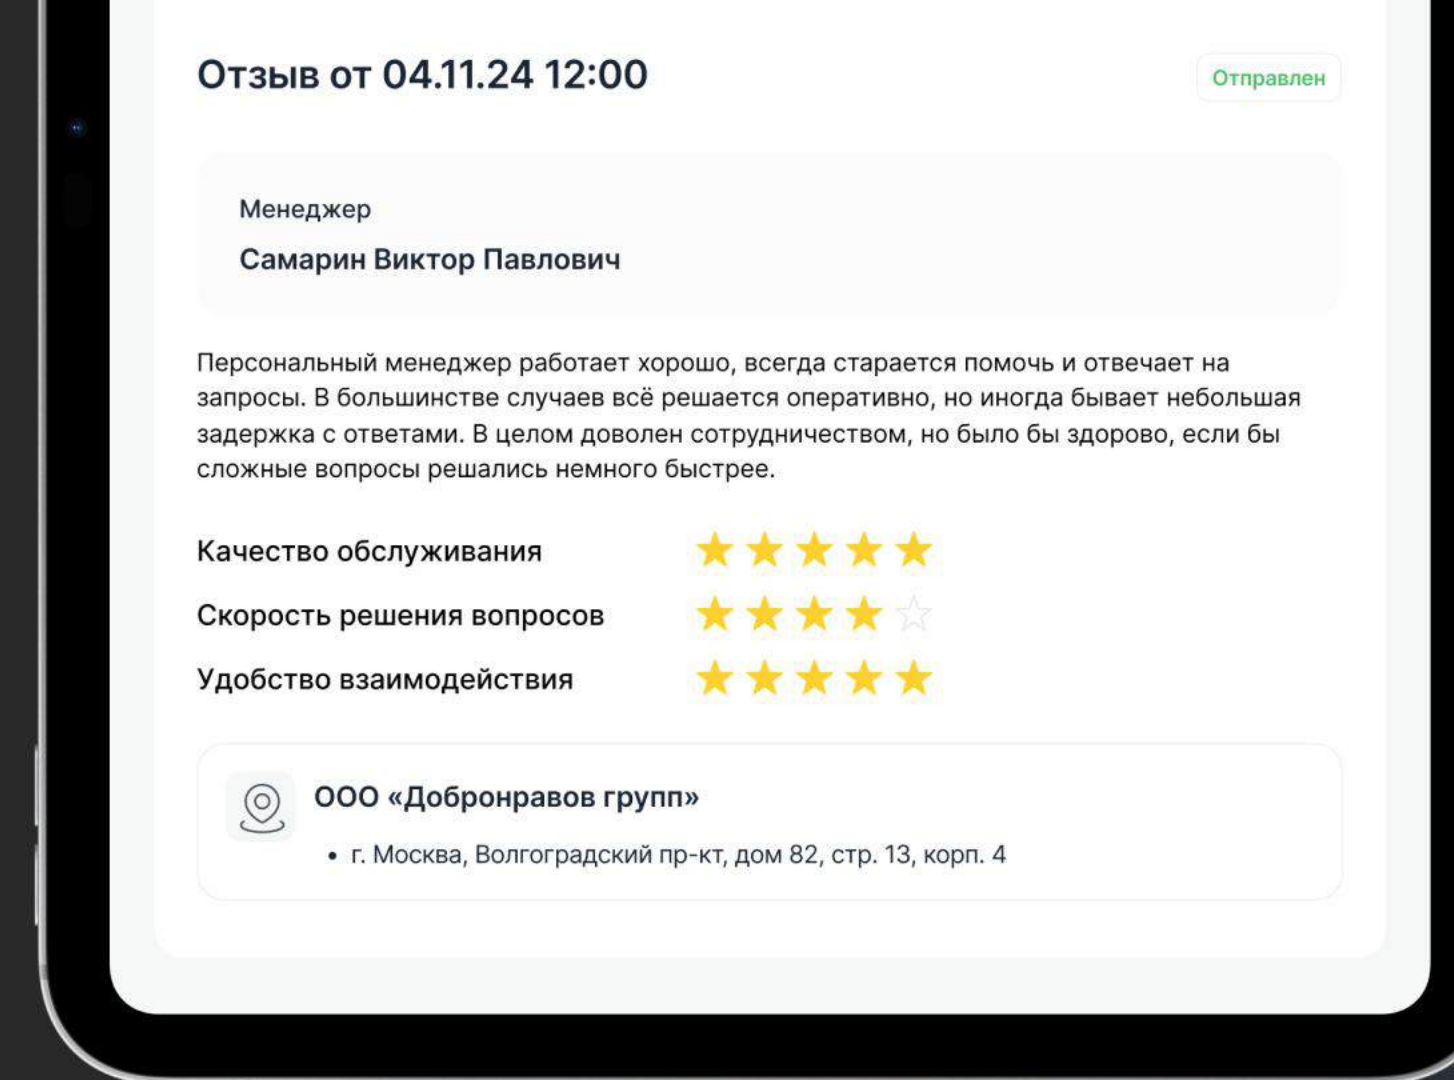 Отзыв от 04.11.24 12:00
Отправлен
Менеджер
Самарин Виктор Павлович
Персональный менеджер работает хорошо, всегда старается помочь и отвечает на
запросы. В большинстве случаев всё решается оперативно, но иногда бывает небольшая
задержка с ответами. В целом доволен сотрудничеством, но было бы здорово, если бы
сложные вопросы решались немного быстрее.
Качество обслуживания
Скорость решения вопросов
Удобство взаимодействия
ООО «Добронравов групп»
• г. Москва, Волгоградский пр-кт, дом 82, стр. 13, корп. 4